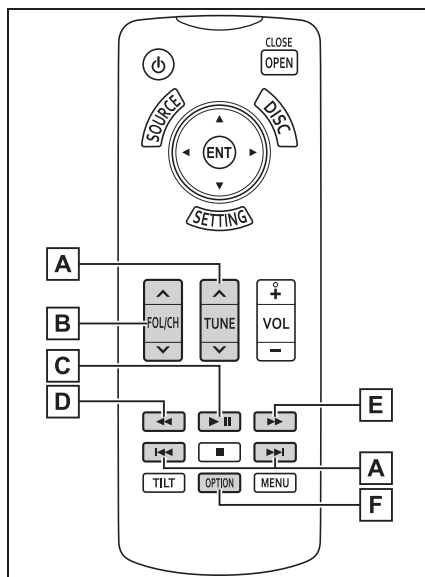 CLOSE
OPEN
SOURCE
DISC
ENT
SETTING
A
B
FOL/CH
TUNE
+
VOL
-
C
D
E
A
TILT
OPTION
MENU
F